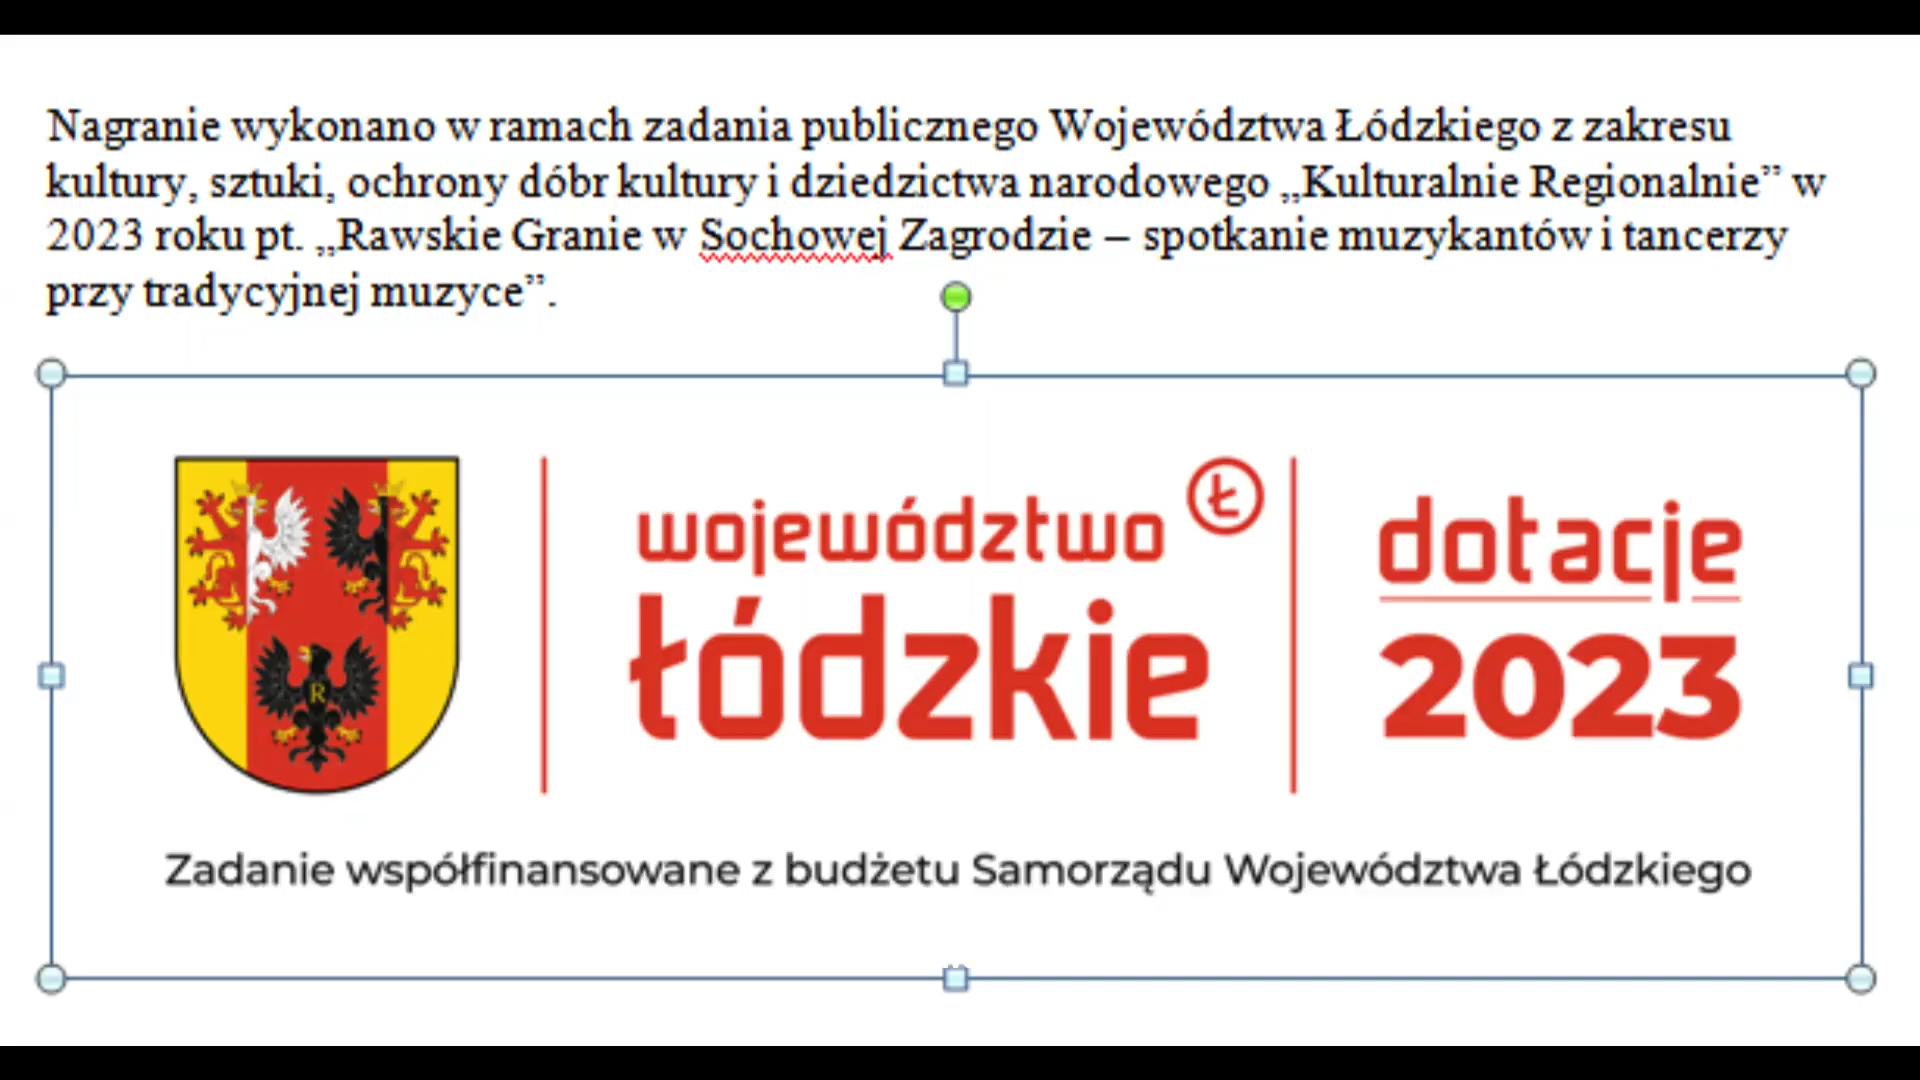 Nagranie wykonano w ramach zadania publicznego Województwa Łódzkiego z zakresu
kultury, sztuki, ochrony dóbr kultury i dziedzictwa narodowego „Kulturalnie Regionalnie” w
2023 roku pt. „Rawskie Granie w Sochowej Zagrodzie – spotkanie muzykantów i tancerzy
przy tradycyjnej muzyce”.
R
województwo Ł
łódzkie
dotacje
2023
Zadanie współfinansowane z budżetu Samorządu Województwa Łódzkiego